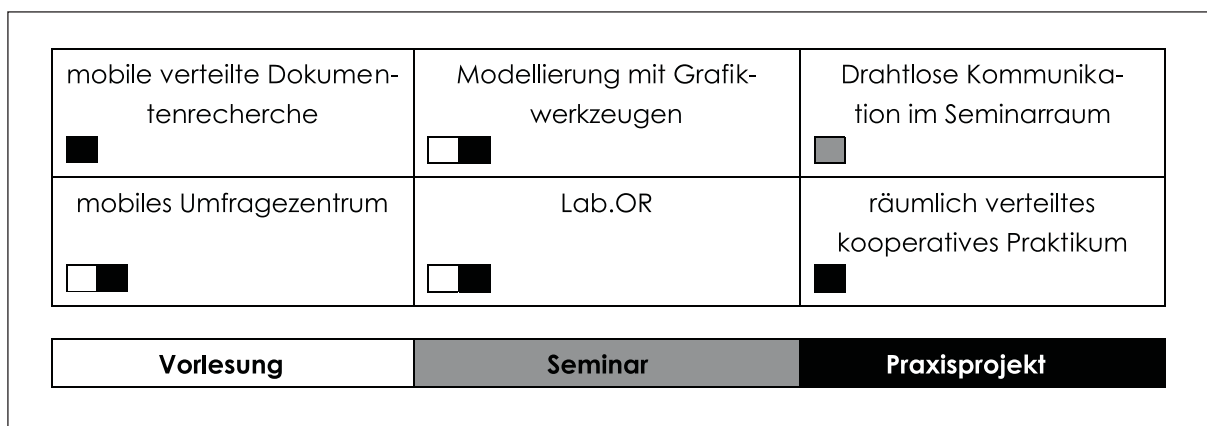 mobile verteilte Dokumen-
tenrecherche
Modellierung mit Grafik-
werkzeugen
Drahtlose Kommunika-
tion im Seminarraum
mobiles Umfragezentrum
Lab.OR
räumlich verteiltes
kooperatives Praktikum
Vorlesung
Seminar
Praxisprojekt